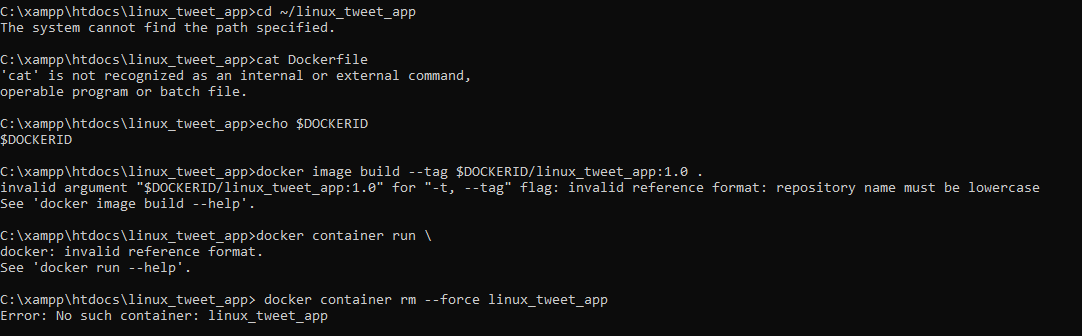 C:\xampp\htdocs\linux_tweet_app>cd ~/linux_tweet_app
The system cannot find the path specified.
C:\xampp\htdocs\linux_tweet_app>cat Dockerfile
'cat' is not recognized as an internal or external command,
operable program or batch file.
C:\xampp\htdocs\linux_tweet_app>echo $DOCKERID
$DOCKERID
C:\xampp\htdocs\linux_tweet_app>docker image build --tag $DOCKERID/linux_tweet_app:1.0 .
invalid argument "$DOCKERID/linux_tweet_app:1.0" for "-t, --tag" flag: invalid reference format: repository name must be lowercase
See 'docker image build --help'.
C:\xampp\htdocs\linux_tweet_app>docker container run \
docker: invalid reference format.
See 'docker run --help'.
C:\xampp\htdocs\linux_tweet_app> docker container rm --force linux_tweet_app
Error: No such container: linux_tweet_app